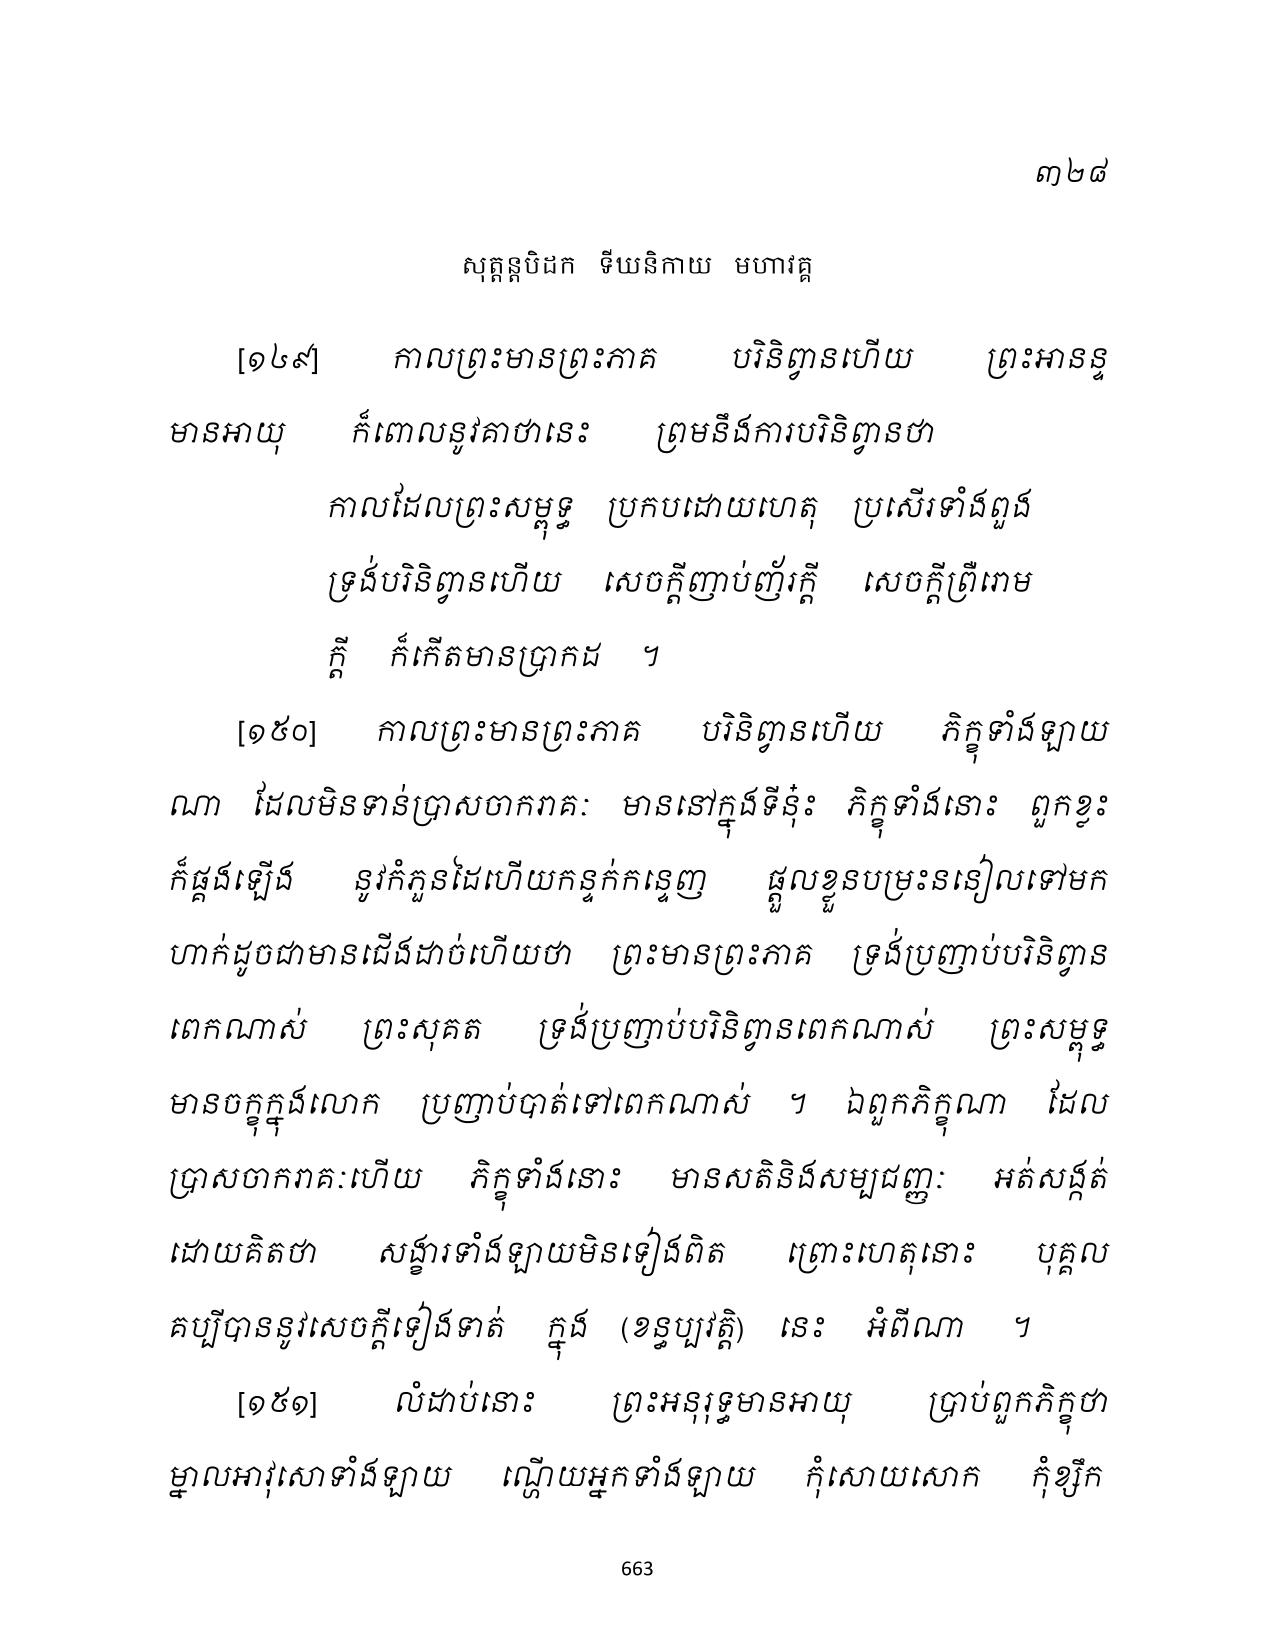 ៣២៨
សុត្តន្តបិដក ទីឃនិកាយ មហាវគ្គ
[១៤៩] កាលព្រះមានព្រះភាគ បរិនិព្វានហើយ ព្រះអានន្ទ
មានអាយុ ក៏ពោលនូវគាថានេះ ព្រមនឹងការបរិនិព្វានថា
កាលដែលព្រះសម្ពុទ្ធ ប្រកបដោយហេតុ ប្រសើរទាំងពួង
ទ្រង់បរិនិព្វានហើយ សេចក្តីញាប់ញ័រក្តី សេចក្តីព្រឺរោម
ក្តី ក៏កើតមានប្រាកដ ។
[១៥០] កាលព្រះមានព្រះភាគ បរិនិព្វានហើយ ភិក្ខុទាំងឡាយ
ណា ដែលមិនទាន់ប្រាសចាករាគៈ មាននៅក្នុងទីនុ៎ះ ភិក្ខុទាំងនោះ ពួកខ្លះ
ក៏ផ្គងឡើង នូវកំភួនដៃហើយកន្ទក់កន្ទេញ ផ្តួលខ្លួនបម្រះននៀលទៅមក
ហាក់ដូចជាមានជើងដាច់ហើយថា ព្រះមានព្រះភាគ ទ្រង់ប្រញាប់បរិនិព្វាន
ពេកណាស់ ព្រះសុគត ទ្រង់ប្រញាប់បរិនិព្វានពេកណាស់ ព្រះសម្ពុទ្ធ
មានចក្ខុក្នុងលោក ប្រញាប់បាត់ទៅពេកណាស់ ។ ឯពួកភិក្ខុណា ដែល
ប្រាសចាករាគៈហើយ ភិក្ខុទាំងនោះ មានសតិនិងសម្បជញ្ញៈ អត់សង្កត់
ដោយគិតថា សង្ខារទាំងឡាយមិនទៀងពិត ព្រោះហេតុនោះ បុគ្គល
គប្បីបាននូវសេចក្តីទៀងទាត់ ក្នុង (ខន្ធប្បវត្តិ) នេះ អំពីណា ។
[១៥១] លំដាប់នោះ ព្រះអនុរុទ្ធមានអាយុ ប្រាប់ពួកភិក្ខុថា
ម្នាលអាវុសោទាំងឡាយ ណ្ហើយអ្នកទាំងឡាយ កុំសោយសោក កុំខ្សឹក
663